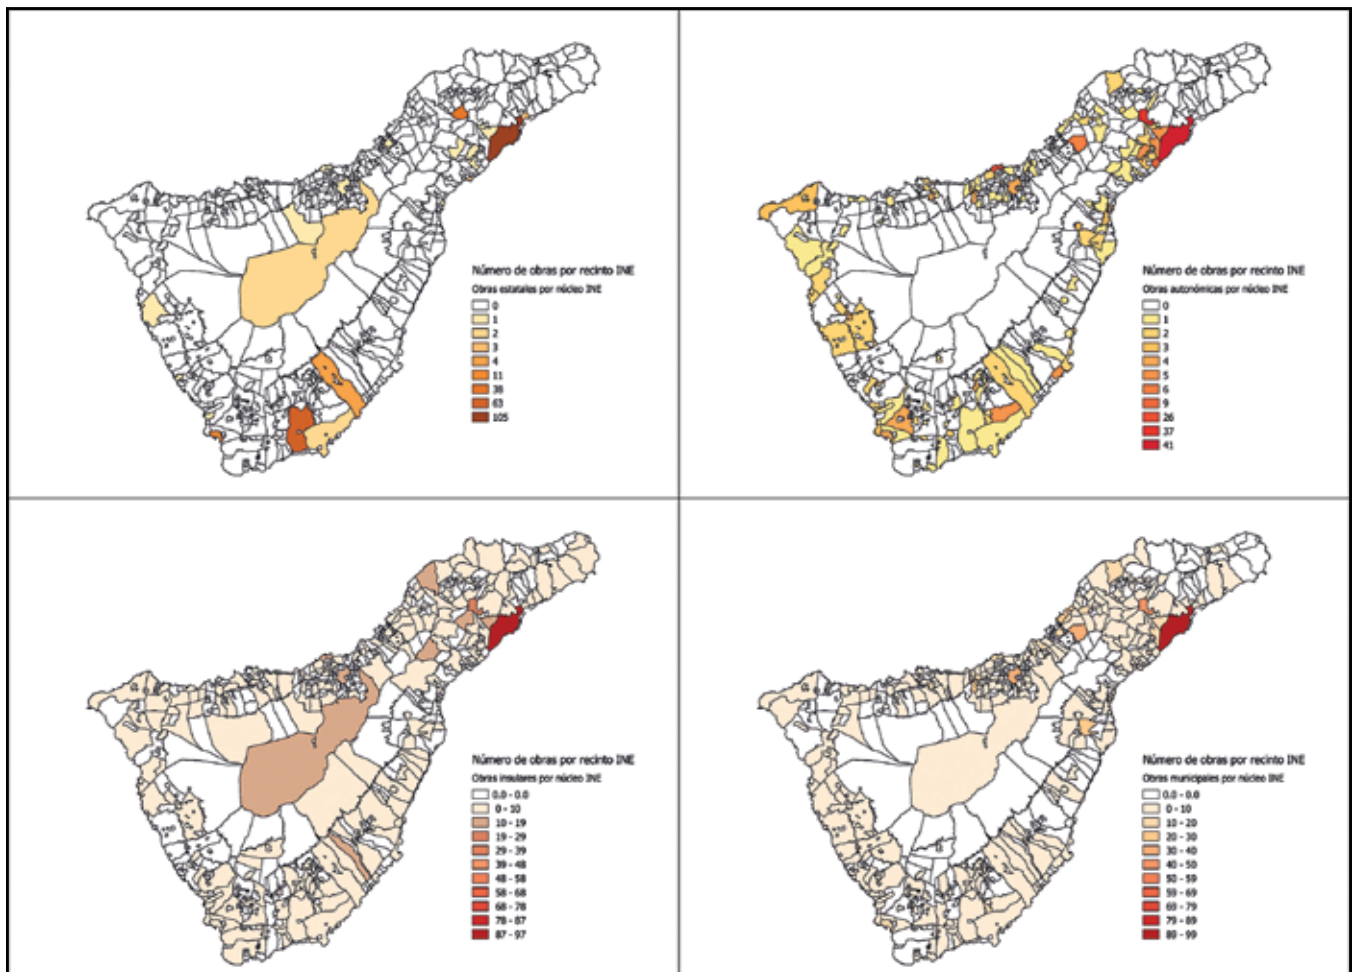 Número de obras por recinto INE
Obras estatales por núcleo INE
0
1
2
3
4
11
38
63
105
Número de obras por recinto INE
Obras autonómicas por núcleo INE
0
1
2
3
4
5
6
9
26
37
41
Número de obras por recinto INE
Obras insulares por núcleo INE
0.0 - 0.0
0 - 10
10 - 19
19 - 29
29 - 39
39 - 48
48 - 58
58 - 68
68 - 78
78 - 87
87 - 97
Número de obras por recinto INE
Obras municipales por núcleo INE
0.0 - 0.0
0 - 10
10 - 20
20 - 30
30 - 40
40 - 50
50 - 59
59 - 69
69 - 79
79 - 89
89 - 99